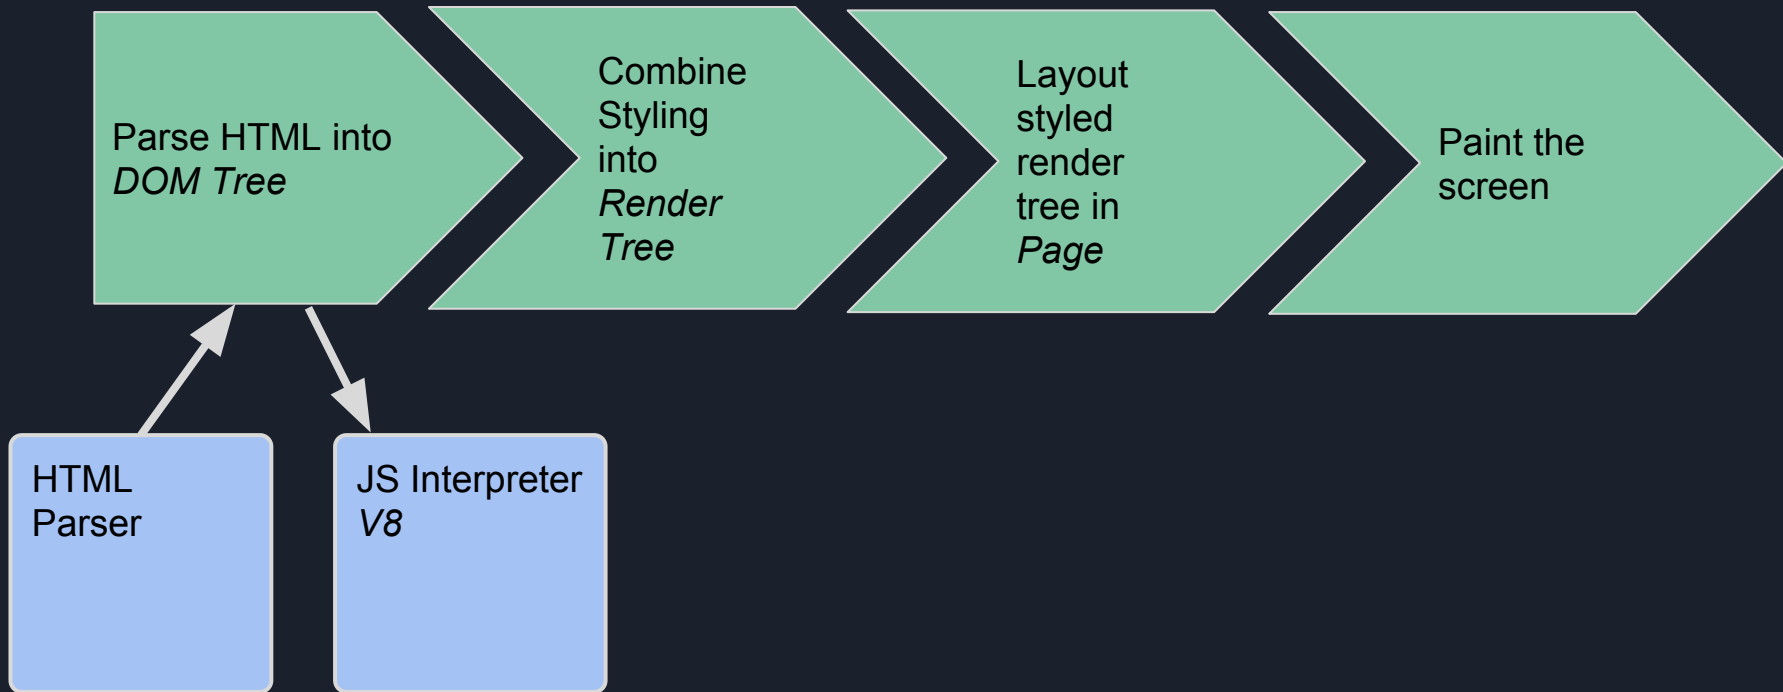 Parse HTML into
DOM Tree
Combine
Styling
into
Render
Tree
Layout
styled
render
tree in
Page
Paint the
screen
HTML
Parser
JS Interpreter
V8